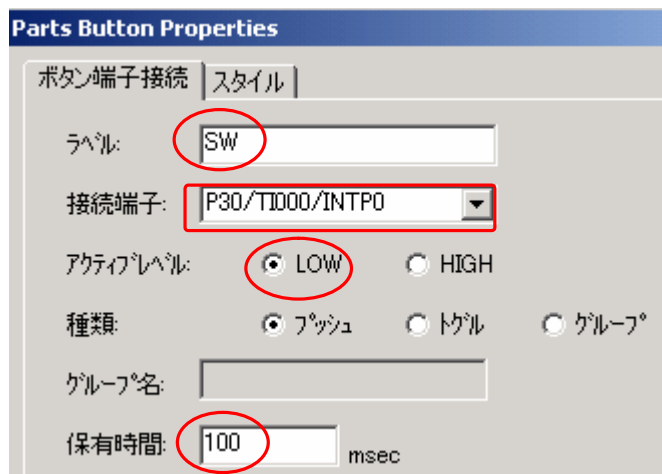 Parts Button Properties
ボタン端子接続 スタイル
ﾗﾍﾞﾙ: SW
接続端子: P30/TI000/INTP0
ｱｸﾃｨﾌﾞﾚﾍﾞﾙ: LOW HIGH
種類: ﾌﾟｯｼｭ ﾄｸﾞﾙ ｸﾞﾙｰﾌﾟ
ｸﾞﾙｰﾌﾟ名:
保有時間: 100 msec